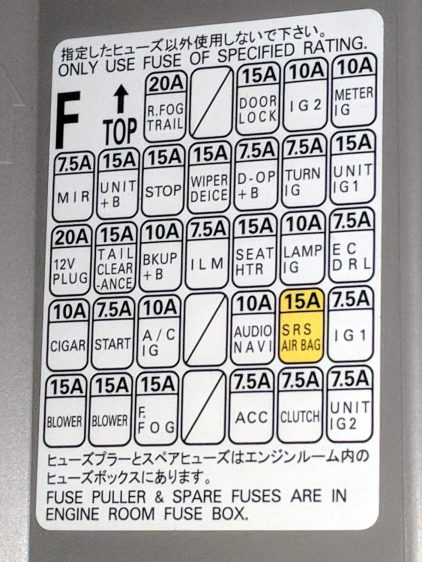 指定したヒューズ以外使用しないで下さい。
ONLY USE FUSE OF SPECIFIED RATING.
F
↑
TOP
20A
R.FOG
TRAIL
15A
DOOR
LOCK
10A
IG2
10A
METER
IG
7.5A
MIR
15A
UNIT
+B
15A
STOP
15A
WIPER
DEICE
7.5A
D-OP
+B
7.5A
TURN
IG
15A
UNIT
IG1
20A
12V
PLUG
15A
TAIL
CLEAR
-ANCE
10A
BKUP
+B
7.5A
ILM
15A
SEAT
HTR
10A
LAMP
IG
7.5A
EC
DRL
10A
CIGAR
7.5A
START
10A
A/C
IG
10A
AUDIO
NAVI
15A
SRS
AIR BAG
7.5A
IG1
15A
BLOWER
15A
BLOWER
15A
F.
FOG
7.5A
ACC
7.5A
CLUTCH
7.5A
UNIT
IG2
ヒューズプラーとスペアヒューズはエンジンルーム内の
ヒューズボックスにあります。
FUSE PULLER & SPARE FUSES ARE IN
ENGINE ROOM FUSE BOX.